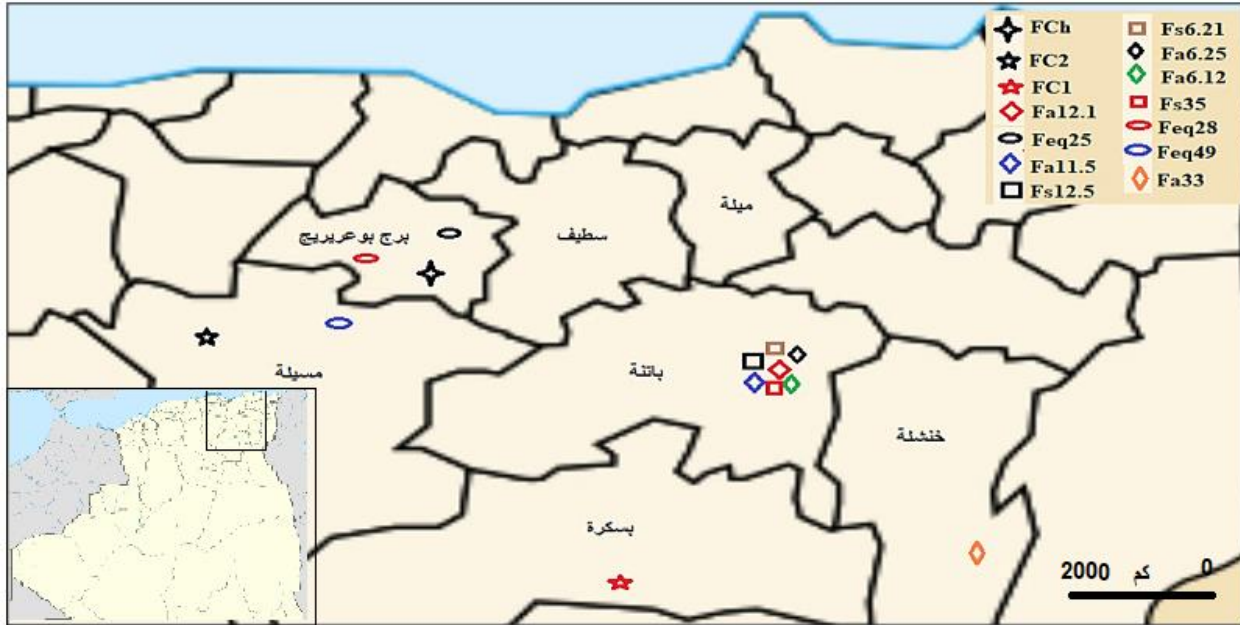 FCh
FC2
FC1
Fa12.1
Feq25
Fa11.5
Fs12.5
Fs6.21
Fa6.25
Fa6.12
Fs35
Feq28
Feq49
Fa33
ميلة
سطيف
برج بوعريريج
مسيلة
باتنة
خنشلة
بسكرة
2000 كم 0